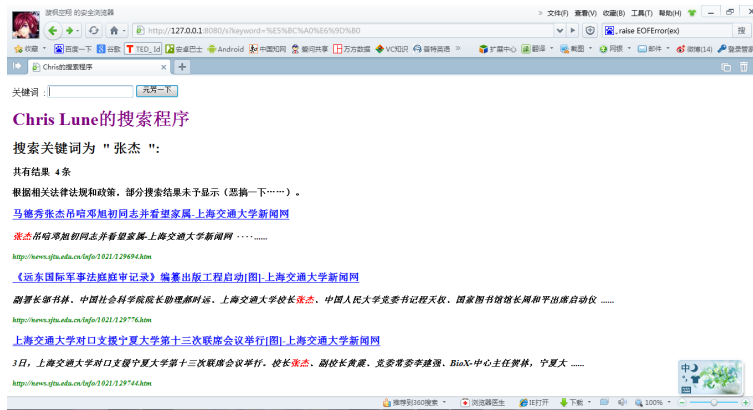 旋枫空翔 的安全浏览器
» 文件(F) 查看(V) 收藏(B) 工具(T) 帮助(H)
http://127.0.0.1:8080/s?keyword=%E5%BC%A0%E6%9D%B0
raise EOFError(ex) 搜
收藏 百度一下 谷歌 TED_Id 安卓巴士 Android 中国知网 爱问共享 万方数据 VC知识 普特英语 » 扩展中心 翻译 截图 网银 邮件 微博(14) 登录管家
Chris的搜索程序
关键词 : 元芳一下
Chris Lune的搜索程序
搜索关键词为 " 张杰 ":
共有结果 4 条
根据相关法律法规和政策，部分搜索结果未予显示（恶搞一下……）。
马德秀张杰吊唁邓旭初同志并看望家属-上海交通大学新闻网
张杰吊唁邓旭初同志并看望家属-上海交通大学新闻网 ····......
http://news.sjtu.edu.cn/info/1021/129694.htm
《远东国际军事法庭庭审记录》编纂出版工程启动[图]-上海交通大学新闻网
副署长邬书林、中国社会科学院院长助理郝时远、上海交通大学校长张杰、中国人民大学党委书记程天权、国家图书馆馆长周和平出席启动仪 ......
http://news.sjtu.edu.cn/info/1021/129776.htm
上海交通大学对口支援宁夏大学第十三次联席会议举行[图]-上海交通大学新闻网
3日，上海交通大学对口支援宁夏大学第十三次联席会议举行。校长张杰、副校长黄震、党委常委李建强、BioX-中心主任贺林，宁夏大 ......
http://news.sjtu.edu.cn/info/1021/129744.htm
中
推荐到360搜索 浏览器医生 IE打开 下载 100%